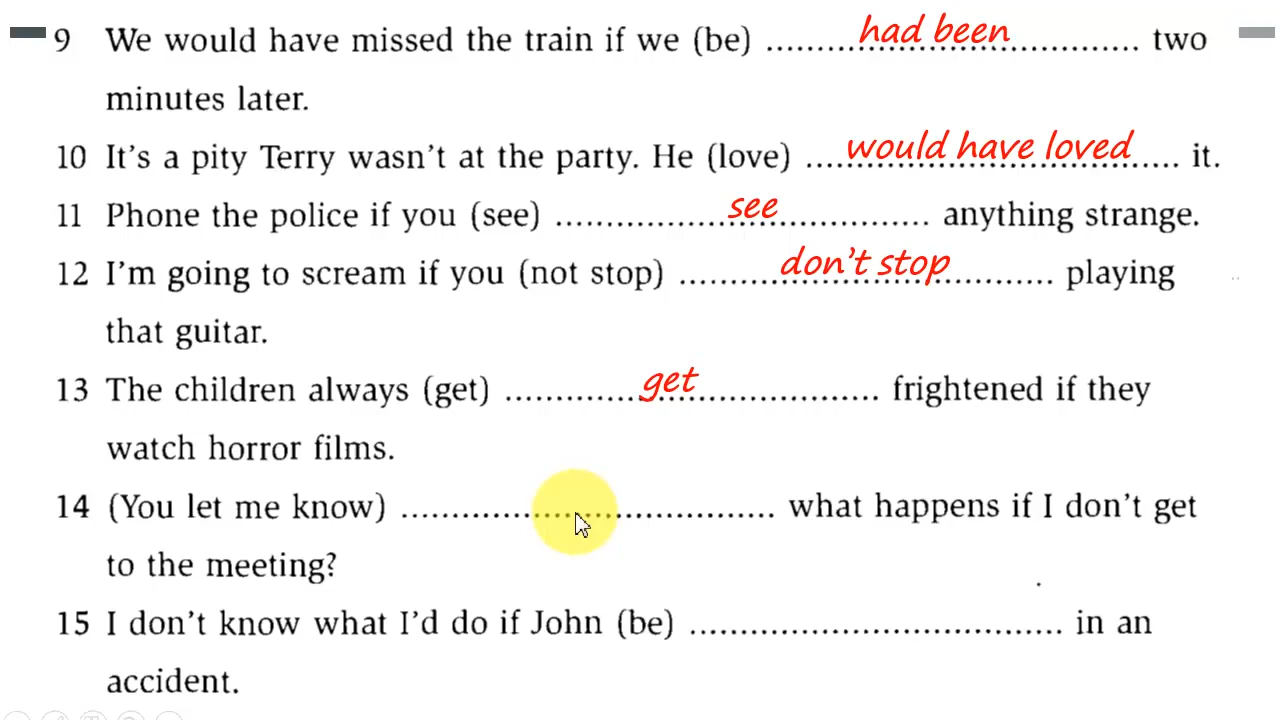 9 We would have missed the train if we (be) ........had been........ two
minutes later.
10 It's a pity Terry wasn't at the party. He (love) ....would have loved.... it.
11 Phone the police if you (see) ........see........ anything strange.
12 I'm going to scream if you (not stop) ........don't stop........ playing
that guitar.
13 The children always (get) ........get........ frightened if they
watch horror films.
14 (You let me know) ................ what happens if I don't get
to the meeting?
15 I don't know what I'd do if John (be) ................ in an
accident.